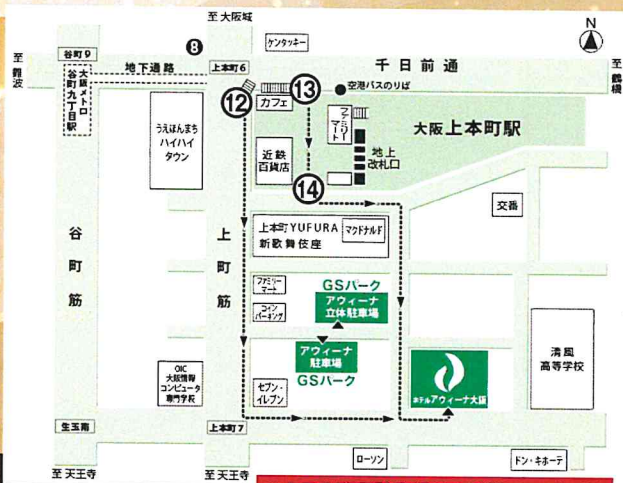 至 大阪城
N
ケンタッキー
谷町9
❽
上本町6
千日前通
至 難波
地下通路
至 鶴橋
大阪メトロ
谷町九丁目駅
⑫
⑬
カフェ
空港バスのりば
ファミリー
マート
大阪上本町駅
うえほんまち
ハイハイ
タウン
近鉄
百貨店
地上
改札口
⑭
交番
谷町筋
上町筋
上本町YUFURA
新歌舞伎座
マクドナルド
ファミリー
マート
コイン
パーキング
GSパーク
アウィーナ
立体駐車場
アウィーナ
駐車場
GSパーク
清風
高等学校
OIC
大阪情報
コンピュータ
専門学校
セブン-
イレブン
ホテルアウィーナ大阪
生玉南
上本町7
ローソン
ドン・キホーテ
至 天王寺
至 天王寺